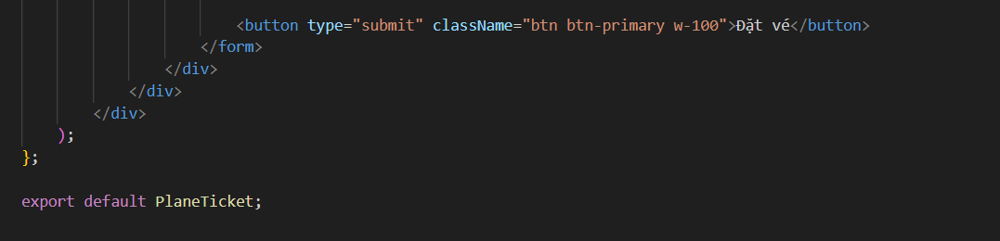 <button type="submit" className="btn btn-primary w-100">Đặt vé</button>
</form>
</div>
</div>
</div>
);
};
export default PlaneTicket;